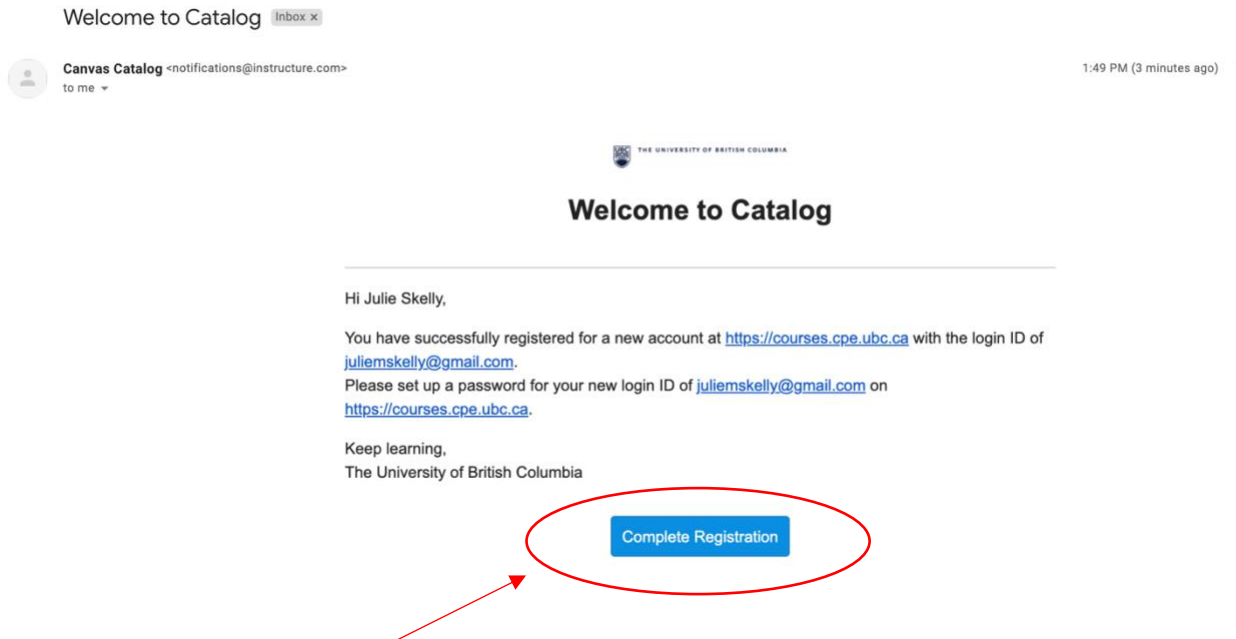 Welcome to Catalog Inbox ×
Canvas Catalog <notifications@instructure.com> 1:49 PM (3 minutes ago)
to me
UBC THE UNIVERSITY OF BRITISH COLUMBIA
Welcome to Catalog
Hi Julie Skelly,
You have successfully registered for a new account at https://courses.cpe.ubc.ca with the login ID of
juliemskelly@gmail.com.
Please set up a password for your new login ID of juliemskelly@gmail.com on
https://courses.cpe.ubc.ca.
Keep learning,
The University of British Columbia
Complete Registration